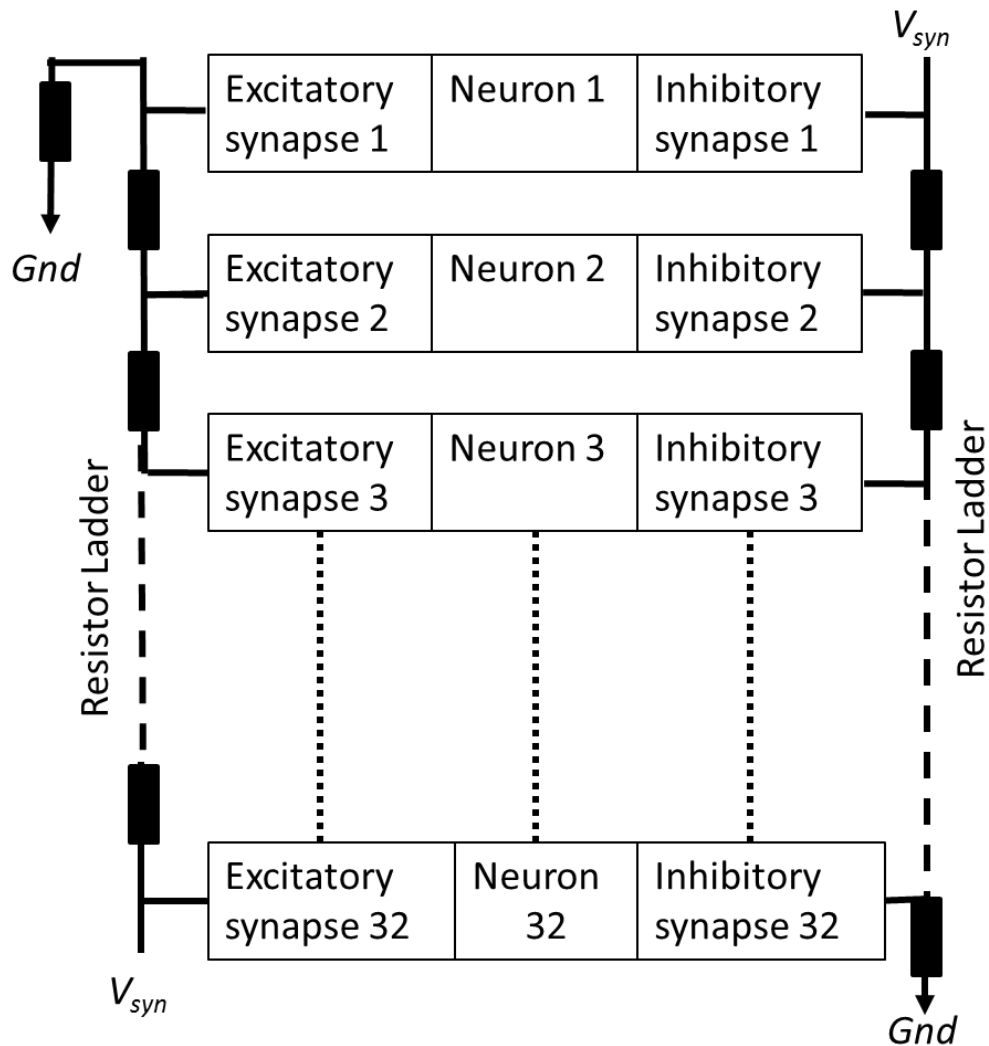 V_syn
Excitatory
synapse 1
Neuron 1
Inhibitory
synapse 1
Gnd
Excitatory
synapse 2
Neuron 2
Inhibitory
synapse 2
Excitatory
synapse 3
Neuron 3
Inhibitory
synapse 3
Resistor Ladder
Resistor Ladder
Excitatory
synapse 32
Neuron
32
Inhibitory
synapse 32
V_syn
Gnd